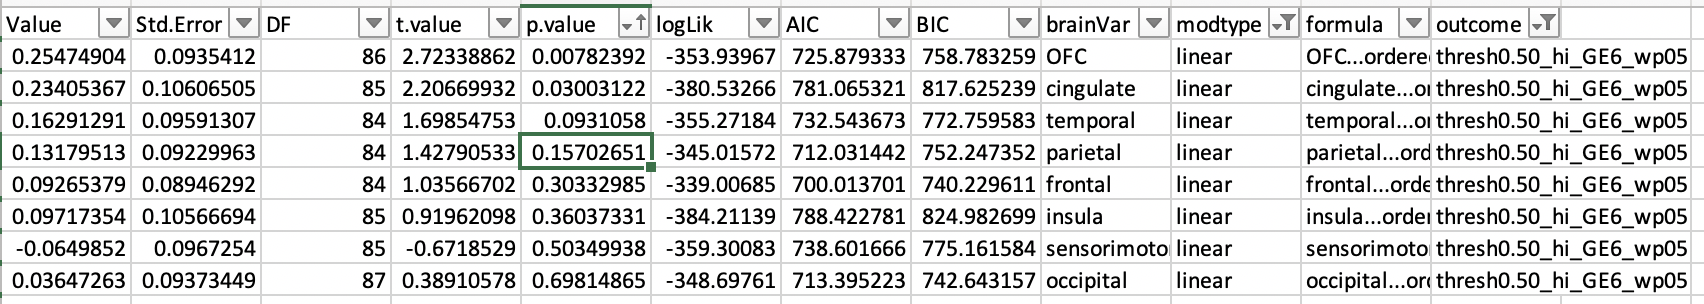 Value Std.Error DF t.value p.value logLik AIC BIC brainVar modtype formula outcome
0.25474904 0.0935412 86 2.72338862 0.00782392 -353.93967 725.879333 758.783259 OFC linear OFC...ordere thresh0.50_hi_GE6_wp05
0.23405367 0.10606505 85 2.20669932 0.03003122 -380.53266 781.065321 817.625239 cingulate linear cingulate...or thresh0.50_hi_GE6_wp05
0.16291291 0.09591307 84 1.69854753 0.0931058 -355.27184 732.543673 772.759583 temporal linear temporal...or thresh0.50_hi_GE6_wp05
0.13179513 0.09229963 84 1.42790533 0.15702651 -345.01572 712.031442 752.247352 parietal linear parietal...ord thresh0.50_hi_GE6_wp05
0.09265379 0.08946292 84 1.03566702 0.30332985 -339.00685 700.013701 740.229611 frontal linear frontal...orde thresh0.50_hi_GE6_wp05
0.09717354 0.10566694 85 0.91962098 0.36037331 -384.21139 788.422781 824.982699 insula linear insula...order thresh0.50_hi_GE6_wp05
-0.0649852 0.0967254 85 -0.6718529 0.50349938 -359.30083 738.601666 775.161584 sensorimoto linear sensorimoto thresh0.50_hi_GE6_wp05
0.03647263 0.09373449 87 0.38910578 0.69814865 -348.69761 713.395223 742.643157 occipital linear occipital...ord thresh0.50_hi_GE6_wp05